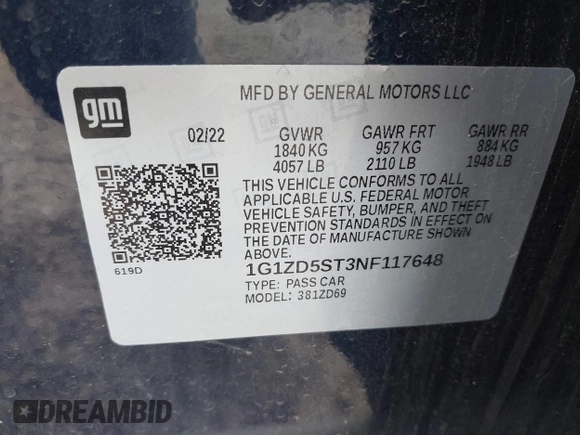 gm
MFD BY GENERAL MOTORS LLC
02/22 GVWR GAWR FRT GAWR RR
1840 KG 957 KG 884 KG
4057 LB 2110 LB 1948 LB
THIS VEHICLE CONFORMS TO ALL
APPLICABLE U.S. FEDERAL MOTOR
VEHICLE SAFETY, BUMPER, AND THEFT
PREVENTION STANDARDS IN EFFECT ON
THE DATE OF MANUFACTURE SHOWN
ABOVE.
619D
1G1ZD5ST3NF117648
TYPE: PASS CAR
MODEL: 381ZD69
DREAMBID